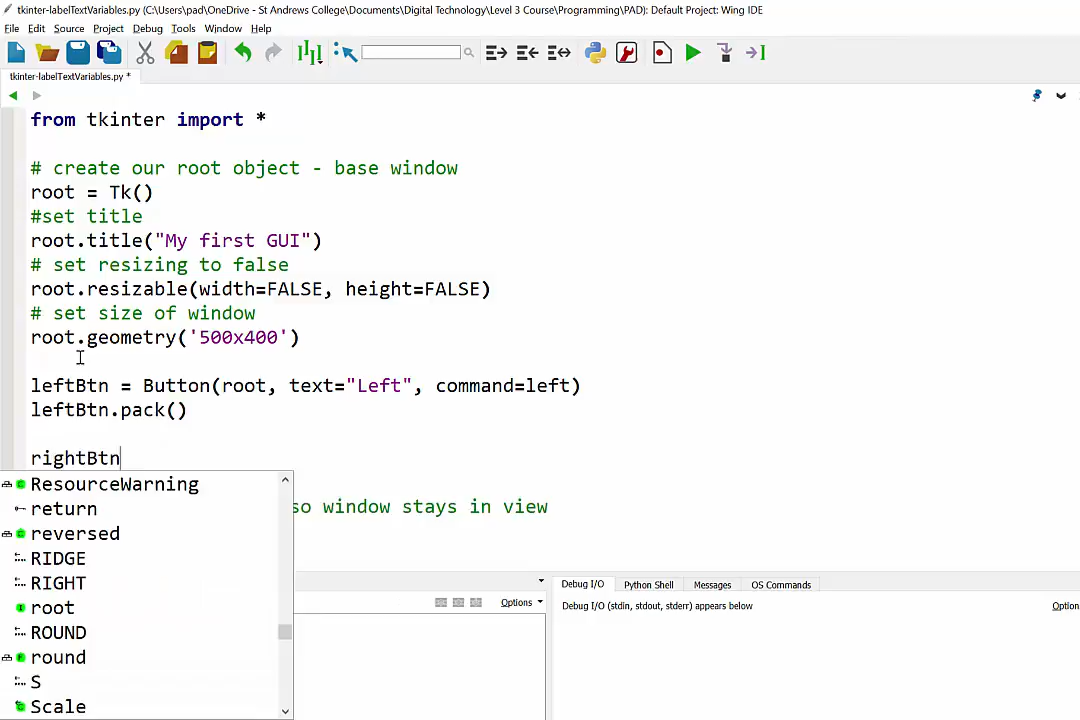 tkinter-labelTextVariables.py (C:\Users\pad\OneDrive - St Andrews College\Documents\Digital Technology\Level 3 Course\Programming\PAD): Default Project: Wing IDE
File Edit Source Project Debug Tools Window Help
tkinter-labelTextVariables.py *
from tkinter import *
# create our root object - base window
root = Tk()
#set title
root.title("My first GUI")
# set resizing to false
root.resizable(width=FALSE, height=FALSE)
# set size of window
root.geometry('500x400')
leftBtn = Button(root, text="Left", command=left)
leftBtn.pack()
rightBtn
ResourceWarning
so window stays in view
return
reversed
RIDGE
RIGHT
root
ROUND
round
S
Scale
Options
Debug I/O Python Shell Messages OS Commands
Debug I/O (stdin, stdout, stderr) appears below
Option